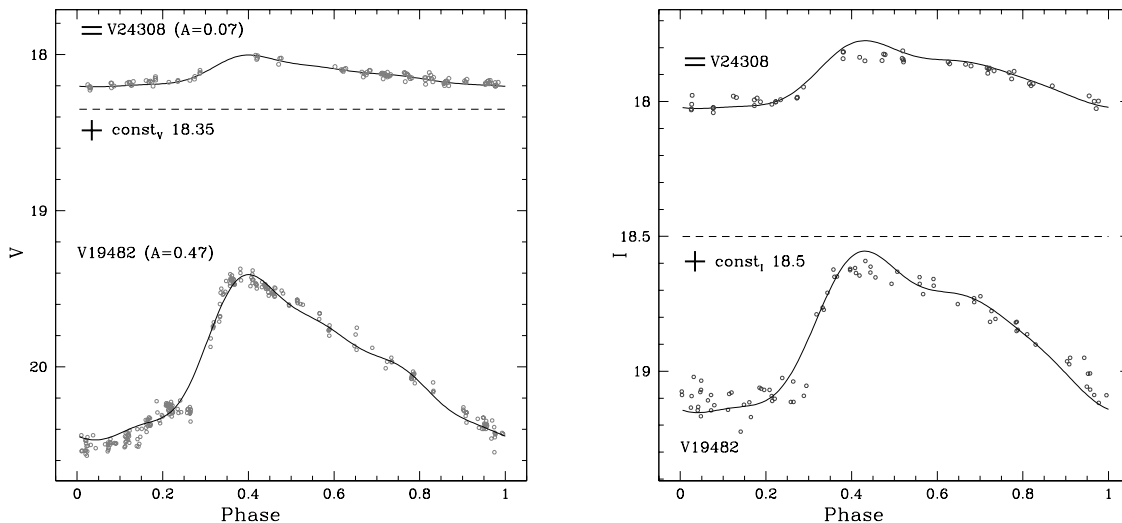 V24308 (A=0.07)
18
const_V 18.35
19
V
V19482 (A=0.47)
20
0 0.2 0.4 0.6 0.8 1
Phase
17.5
V24308
18
18.5
I
const_I 18.5
19
V19482
0 0.2 0.4 0.6 0.8 1
Phase